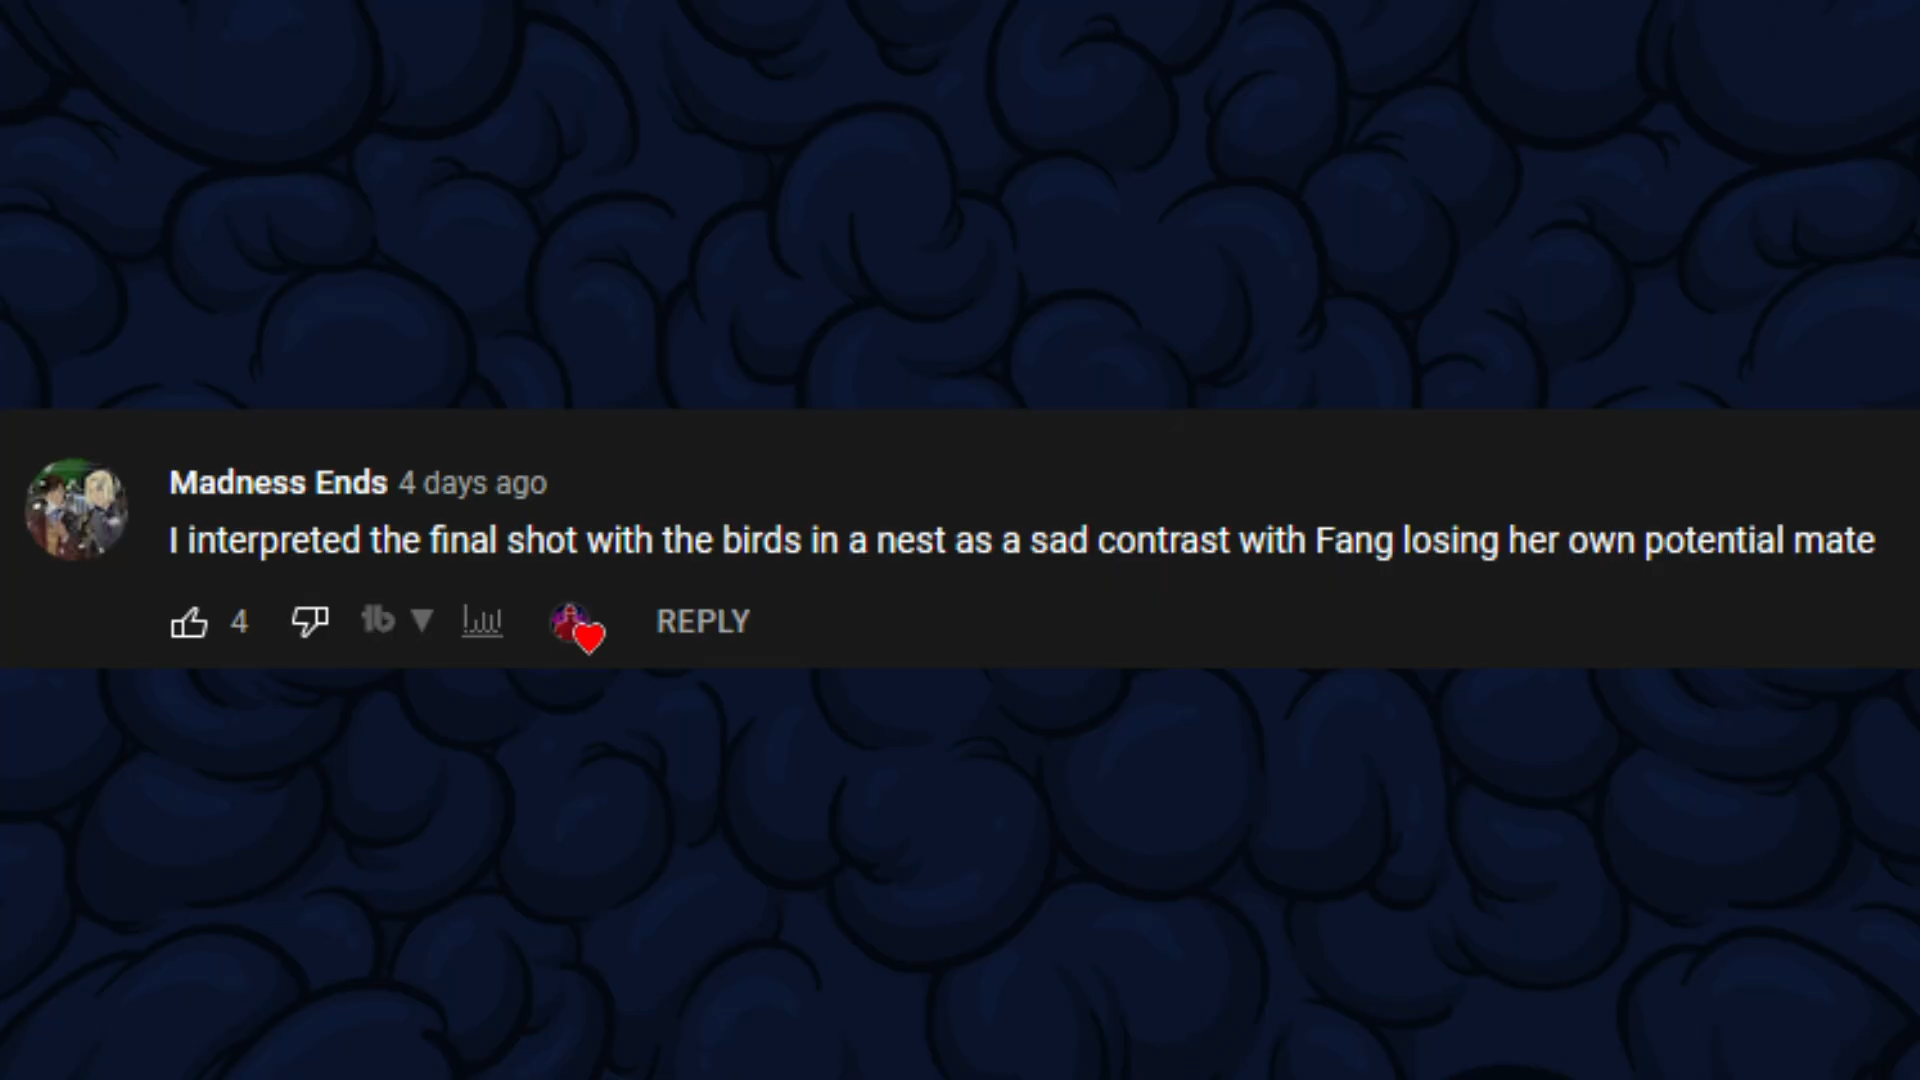 Madness Ends 4 days ago
I interpreted the final shot with the birds in a nest as a sad contrast with Fang losing her own potential mate
4 tb REPLY